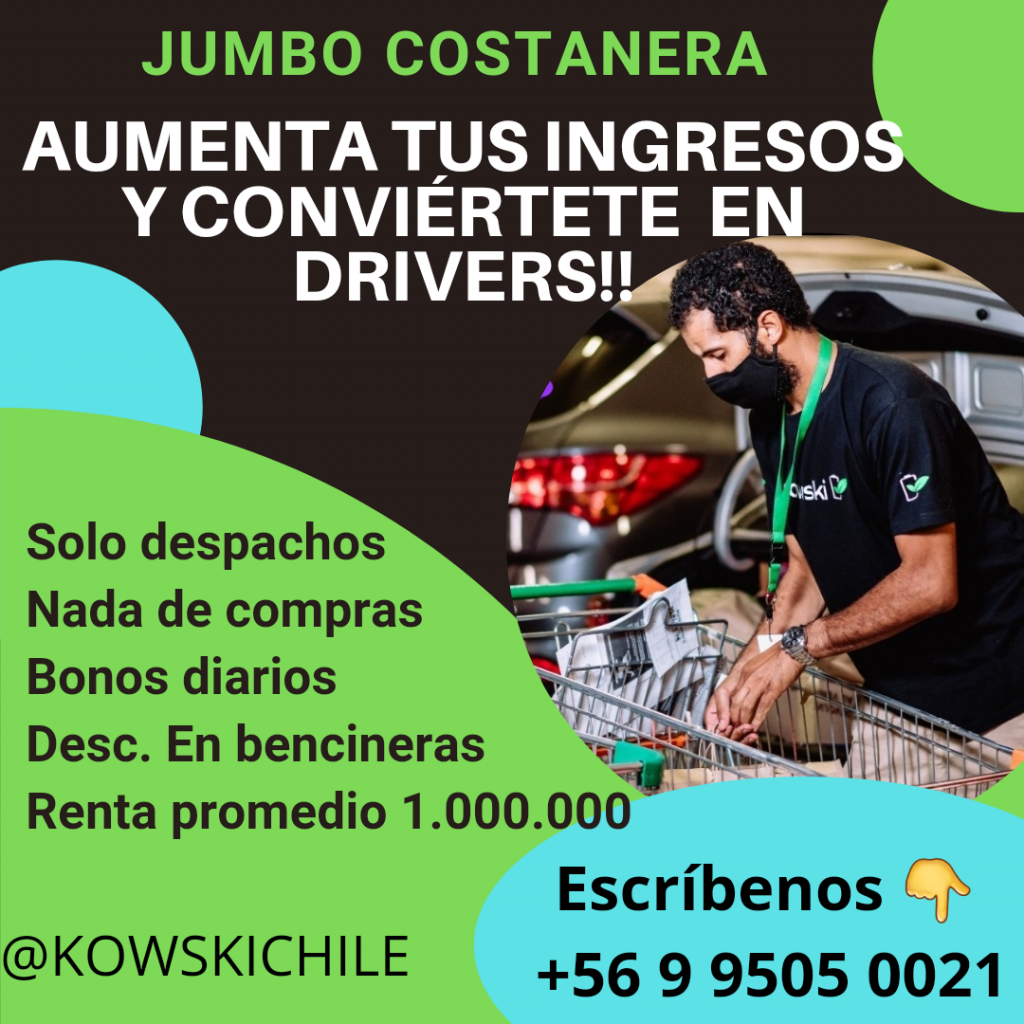 JUMBO COSTANERA
AUMENTA TUS INGRESOS
Y CONVIÉRTETE EN
DRIVERS!!
Solo despachos
Nada de compras
Bonos diarios
Desc. En bencineras
Renta promedio 1.000.000
Escríbenos 👇
@KOWSKICHILE
+56 9 9505 0021